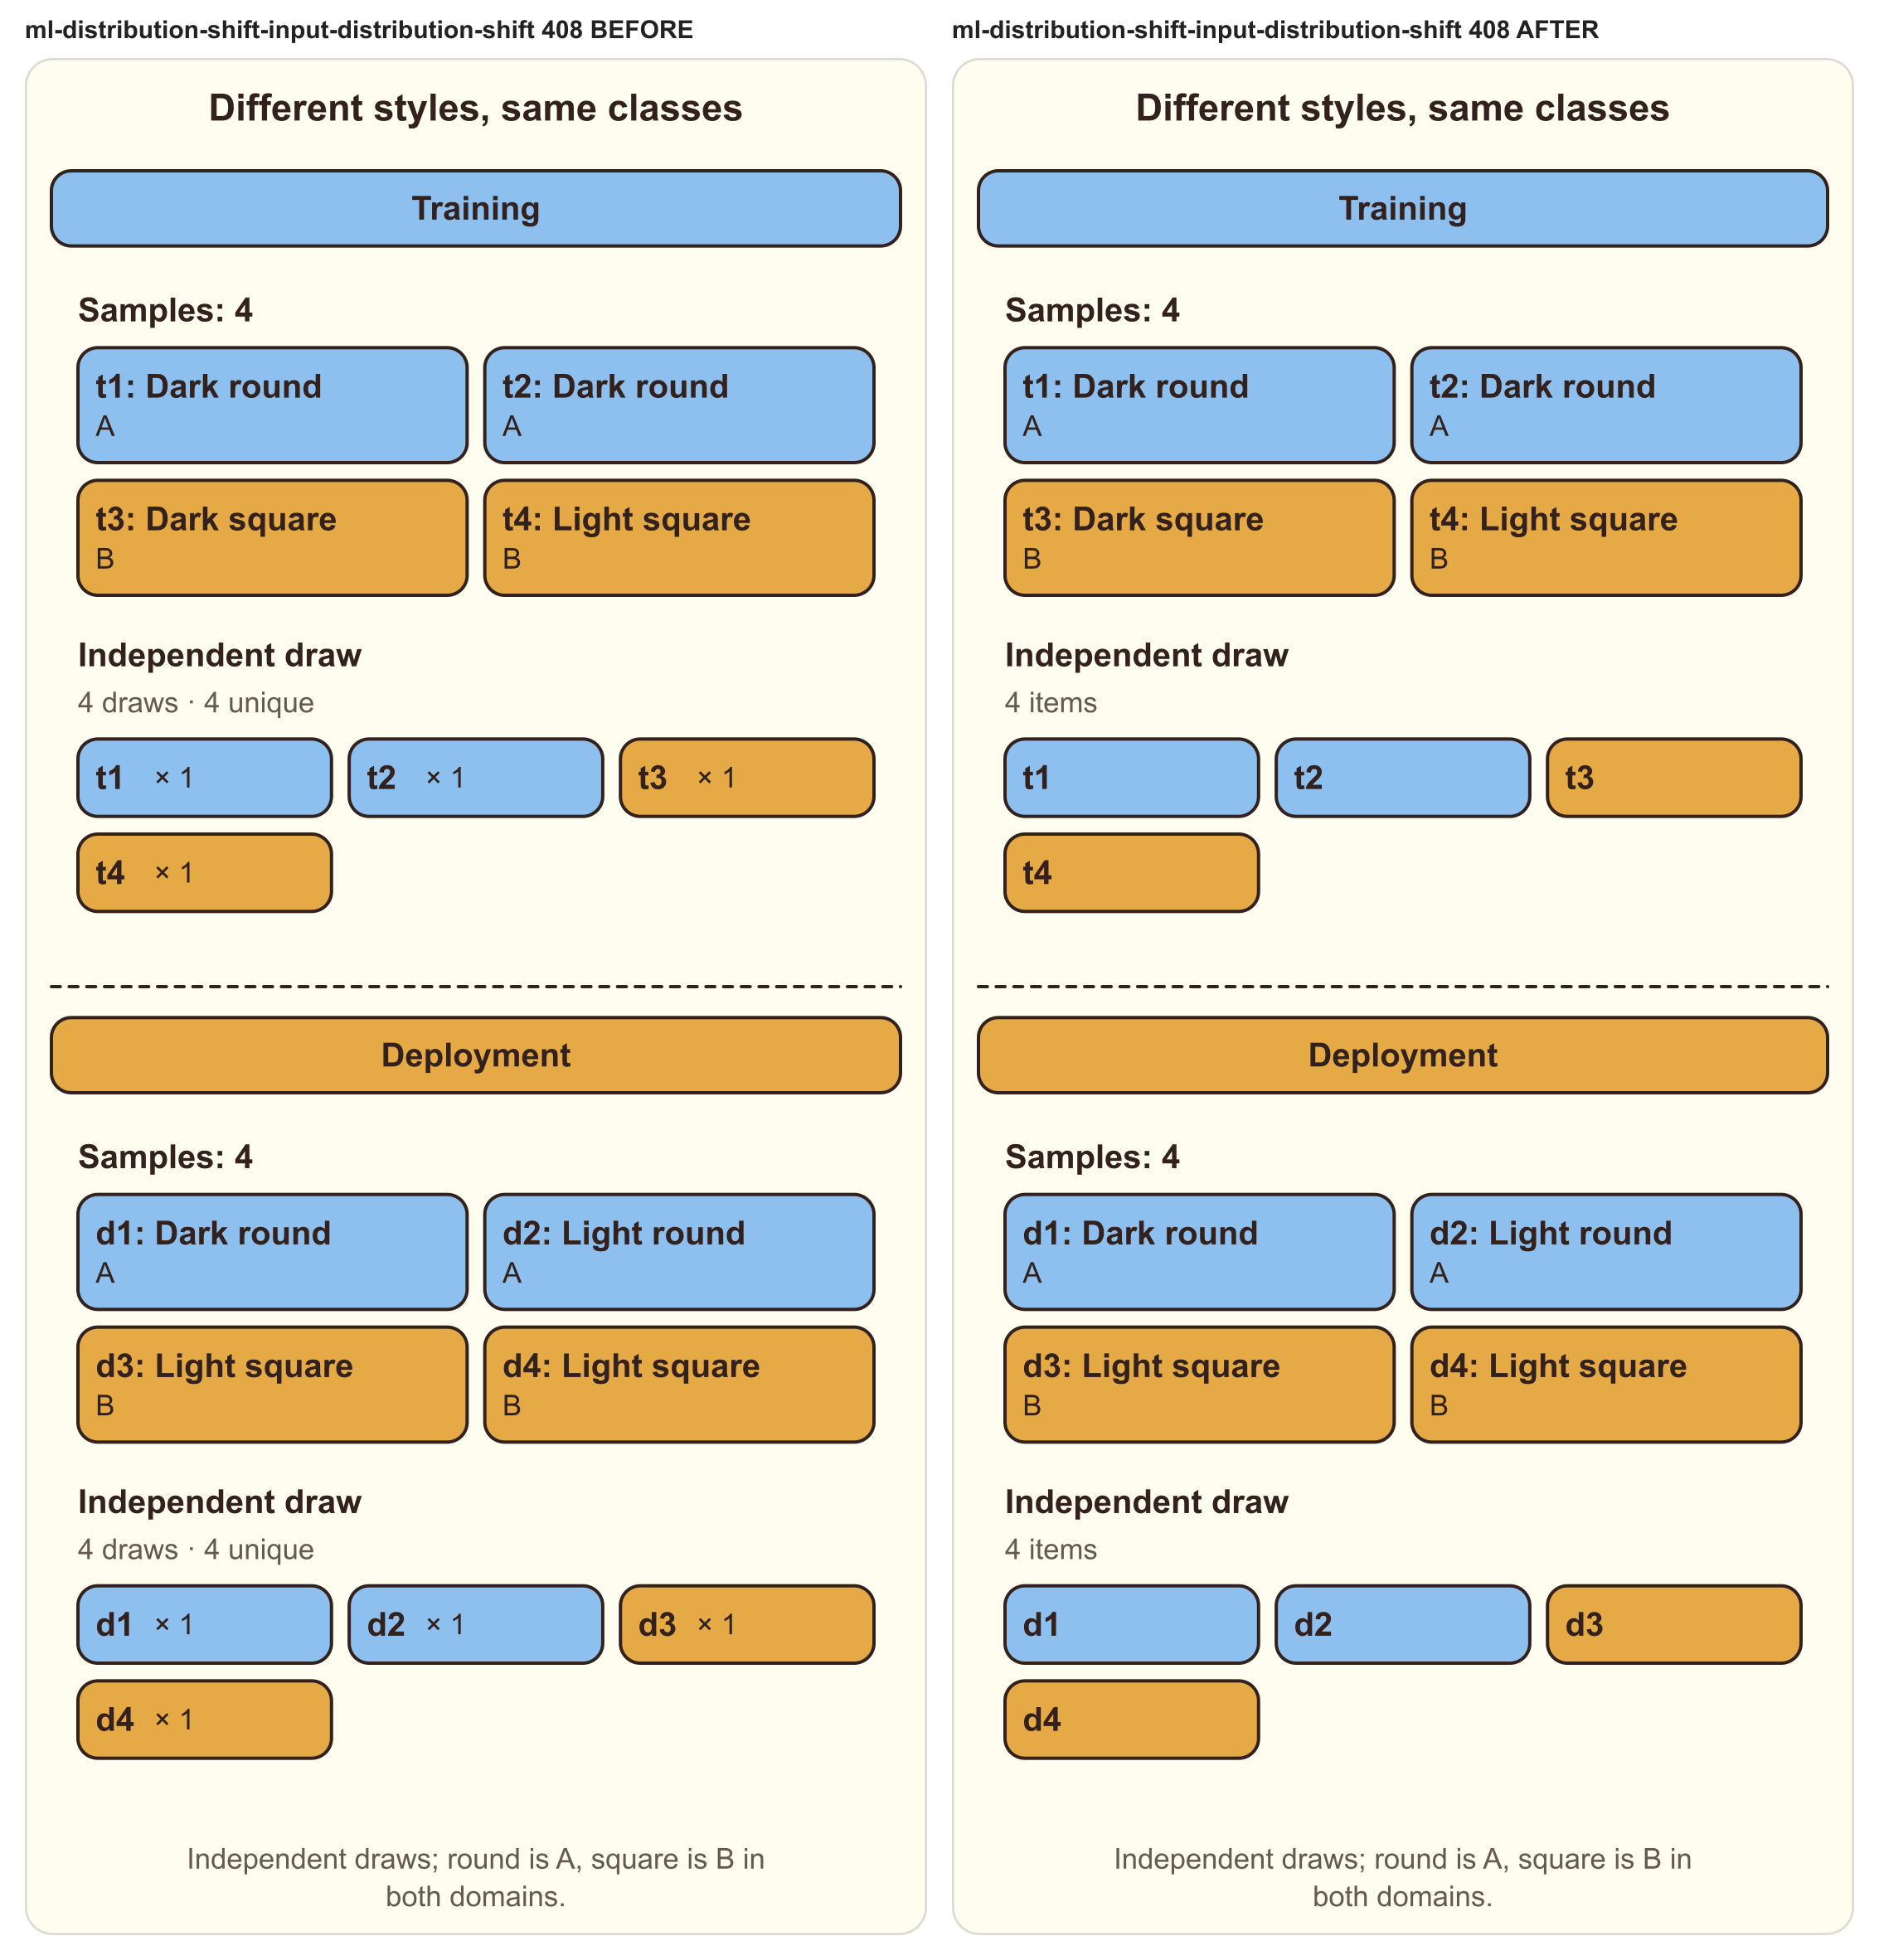 ml-distribution-shift-input-distribution-shift 408 BEFORE
Different styles, same classes
Training
Samples: 4
t1: Dark round
A
t2: Dark round
A
t3: Dark square
B
t4: Light square
B
Independent draw
4 draws · 4 unique
t1 × 1
t2 × 1
t3 × 1
t4 × 1
Deployment
Samples: 4
d1: Dark round
A
d2: Light round
A
d3: Light square
B
d4: Light square
B
Independent draw
4 draws · 4 unique
d1 × 1
d2 × 1
d3 × 1
d4 × 1
Independent draws; round is A, square is B in
both domains.
ml-distribution-shift-input-distribution-shift 408 AFTER
Different styles, same classes
Training
Samples: 4
t1: Dark round
A
t2: Dark round
A
t3: Dark square
B
t4: Light square
B
Independent draw
4 items
t1
t2
t3
t4
Deployment
Samples: 4
d1: Dark round
A
d2: Light round
A
d3: Light square
B
d4: Light square
B
Independent draw
4 items
d1
d2
d3
d4
Independent draws; round is A, square is B in
both domains.